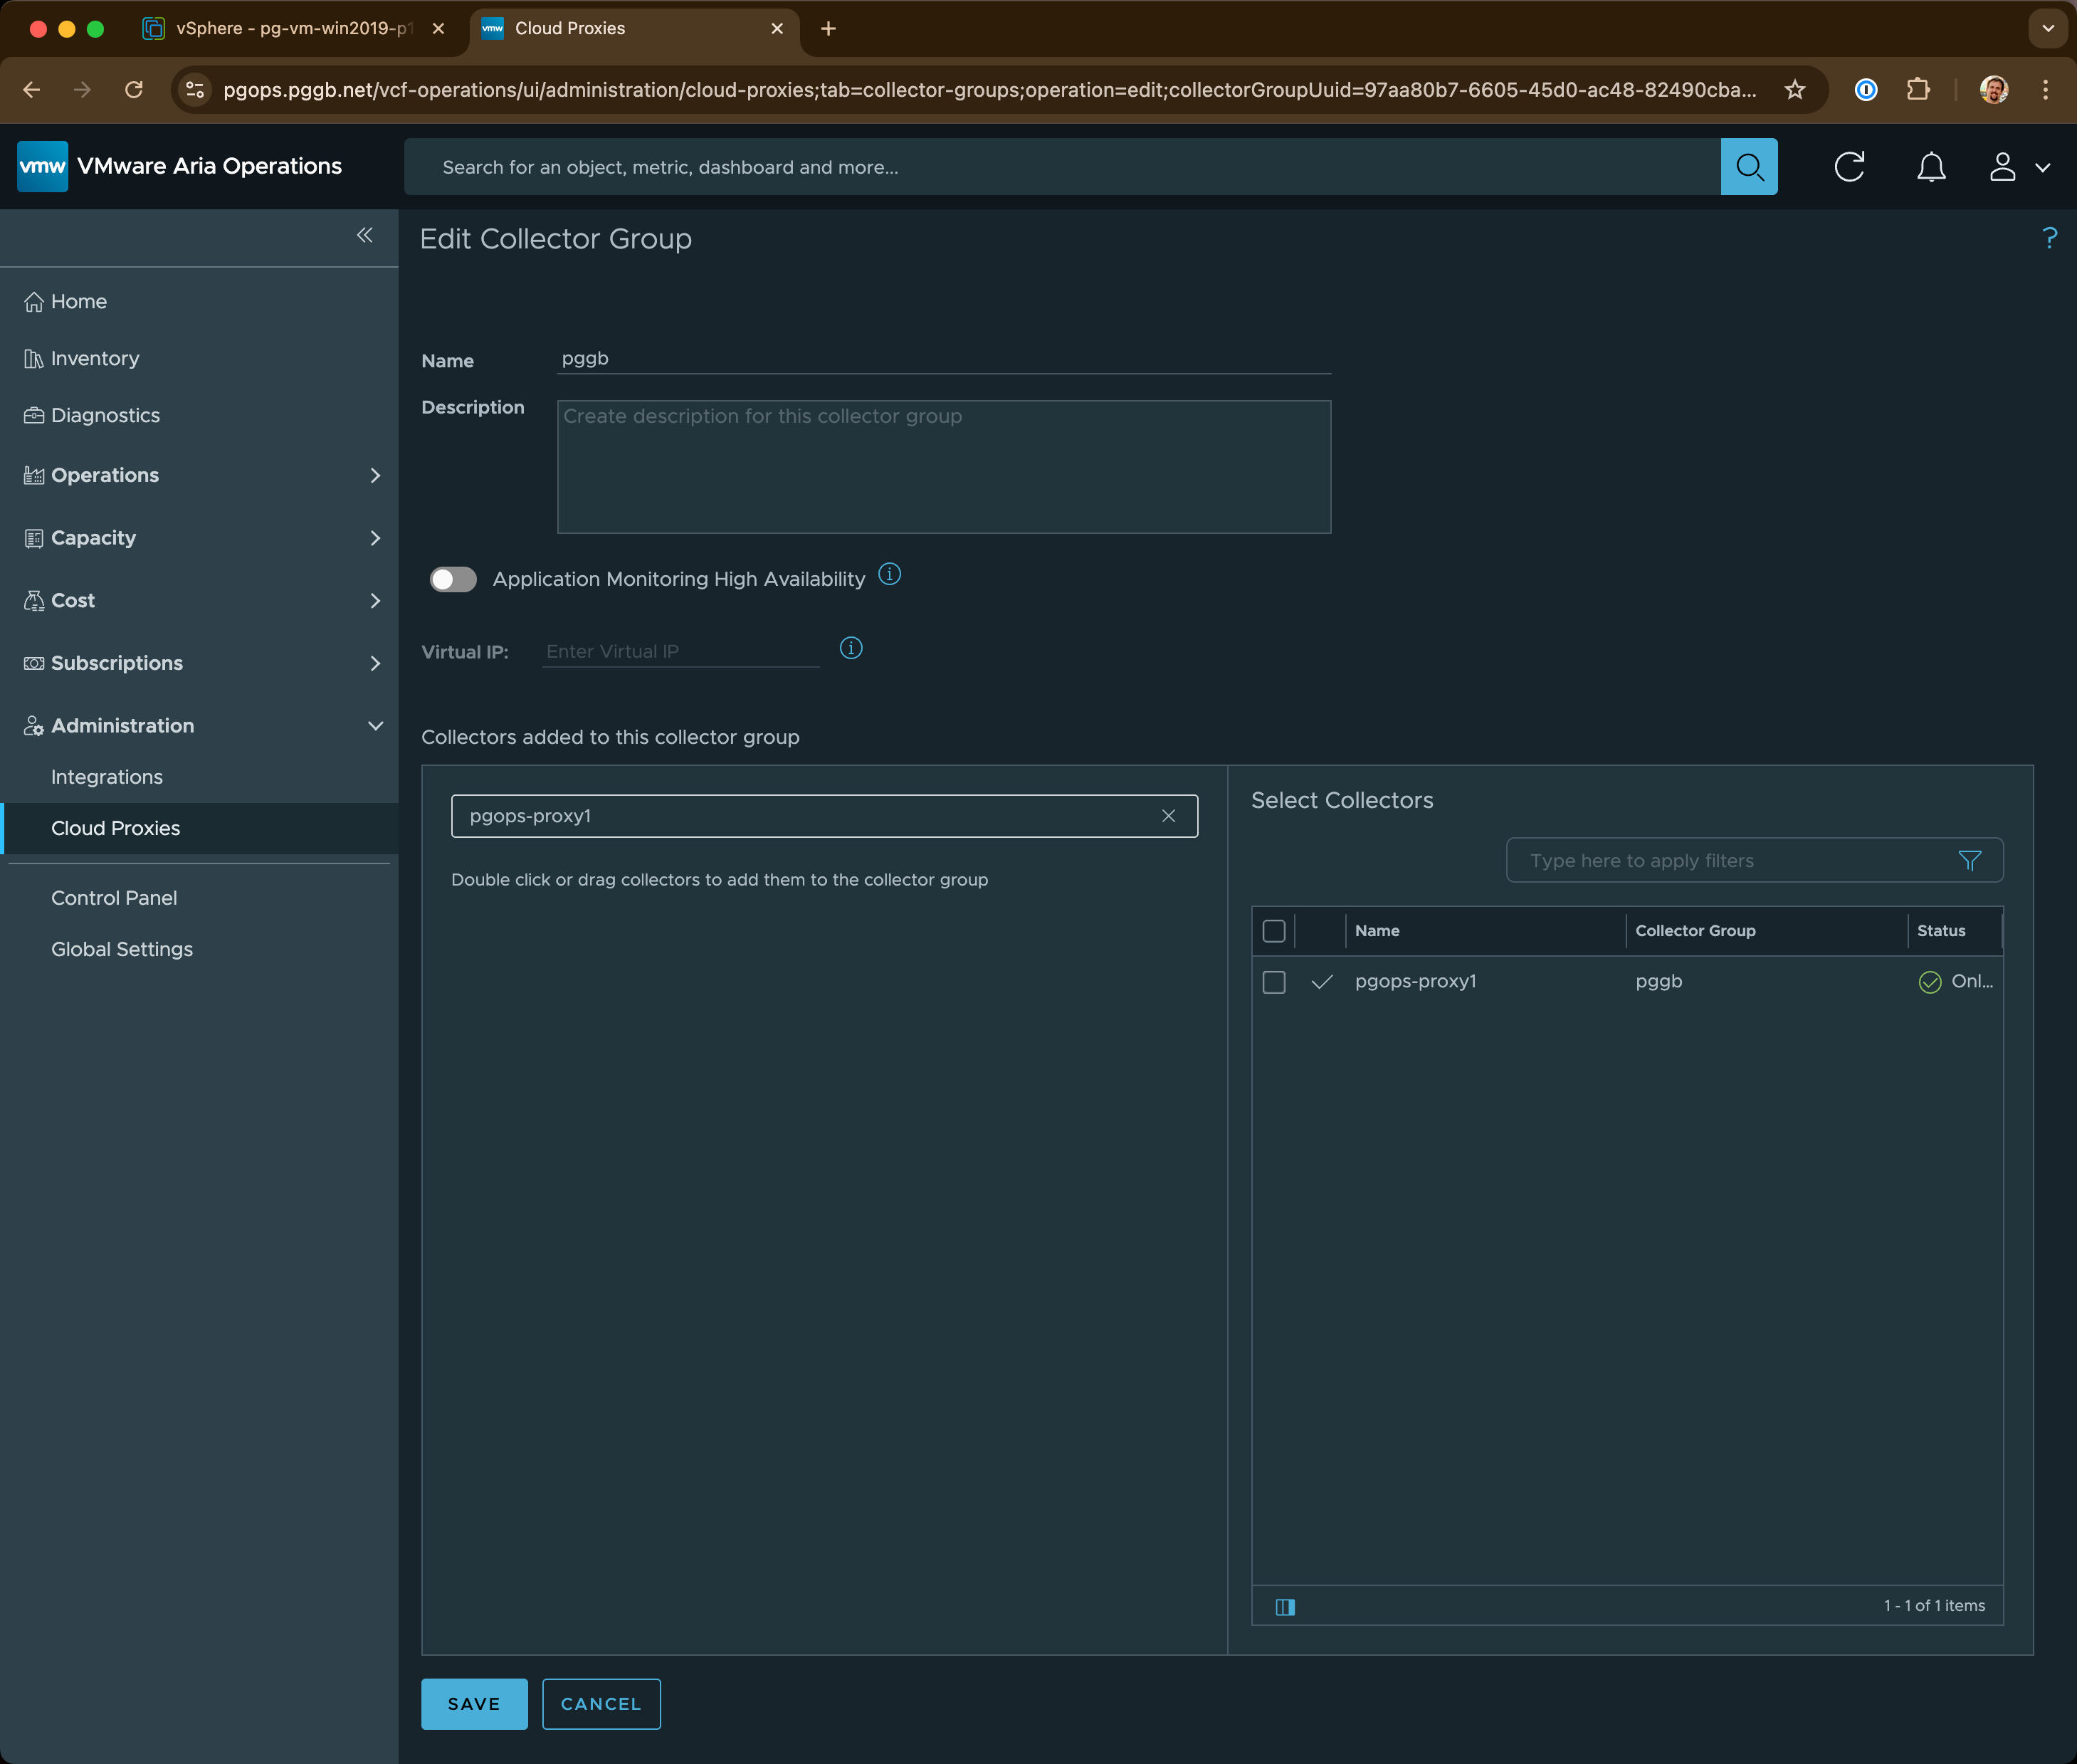 vSphere - pg-vm-win2019-p1
Cloud Proxies
pgops.pggb.net/vcf-operations/ui/administration/cloud-proxies;tab=collector-groups;operation=edit;collectorGroupUuid=97aa80b7-6605-45d0-ac48-82490cba...
vmw VMware Aria Operations
Search for an object, metric, dashboard and more...
Edit Collector Group
?
Home
Inventory
Diagnostics
Operations
Capacity
Cost
Subscriptions
Administration
Integrations
Cloud Proxies
Control Panel
Global Settings
Name pggb
Description Create description for this collector group
Application Monitoring High Availability
Virtual IP: Enter Virtual IP
Collectors added to this collector group
pgops-proxy1
Double click or drag collectors to add them to the collector group
Select Collectors
Type here to apply filters
Name Collector Group Status
pgops-proxy1 pggb Onl...
1 - 1 of 1 items
SAVE CANCEL